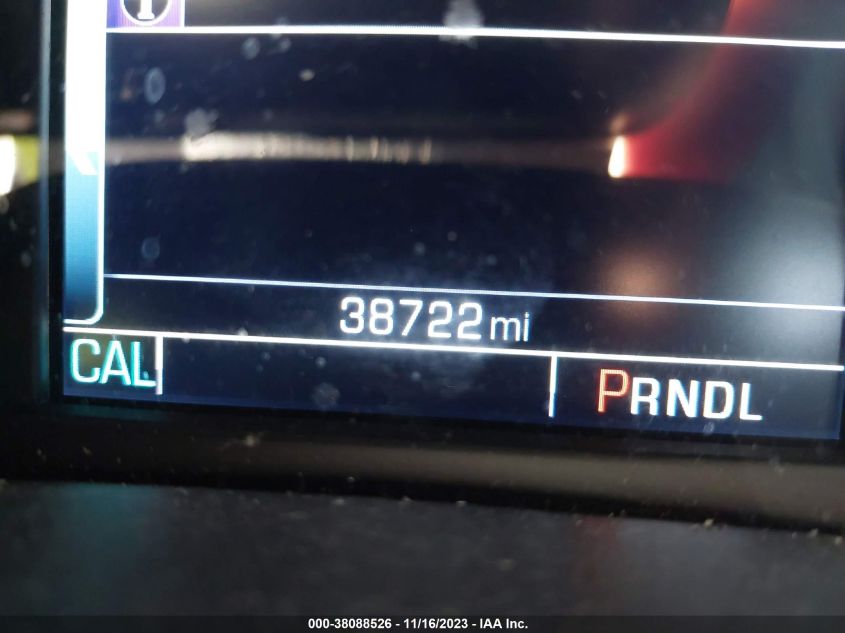 i
38722 mi
CAL
PRNDL
000-38088526 - 11/16/2023 - IAA Inc.